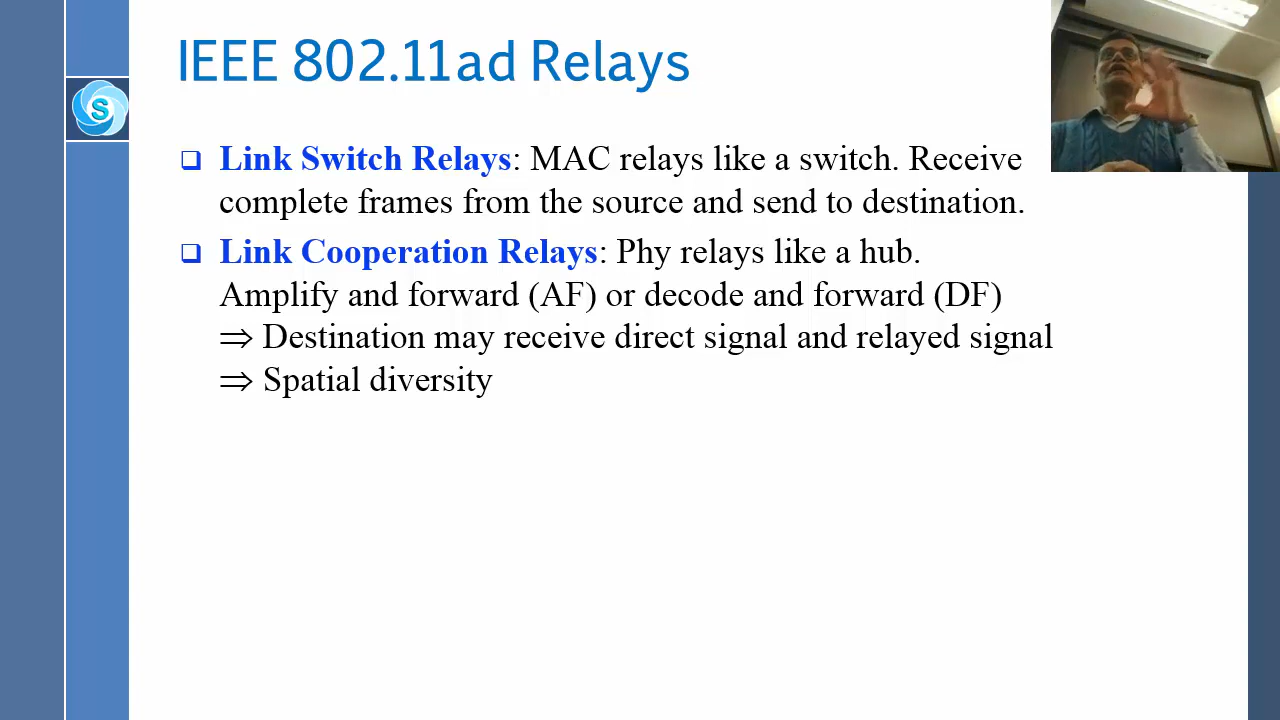 IEEE 802.11ad Relays
S
Link Switch Relays: MAC relays like a switch. Receive
complete frames from the source and send to destination.
Link Cooperation Relays: Phy relays like a hub.
Amplify and forward (AF) or decode and forward (DF)
⇒ Destination may receive direct signal and relayed signal
⇒ Spatial diversity